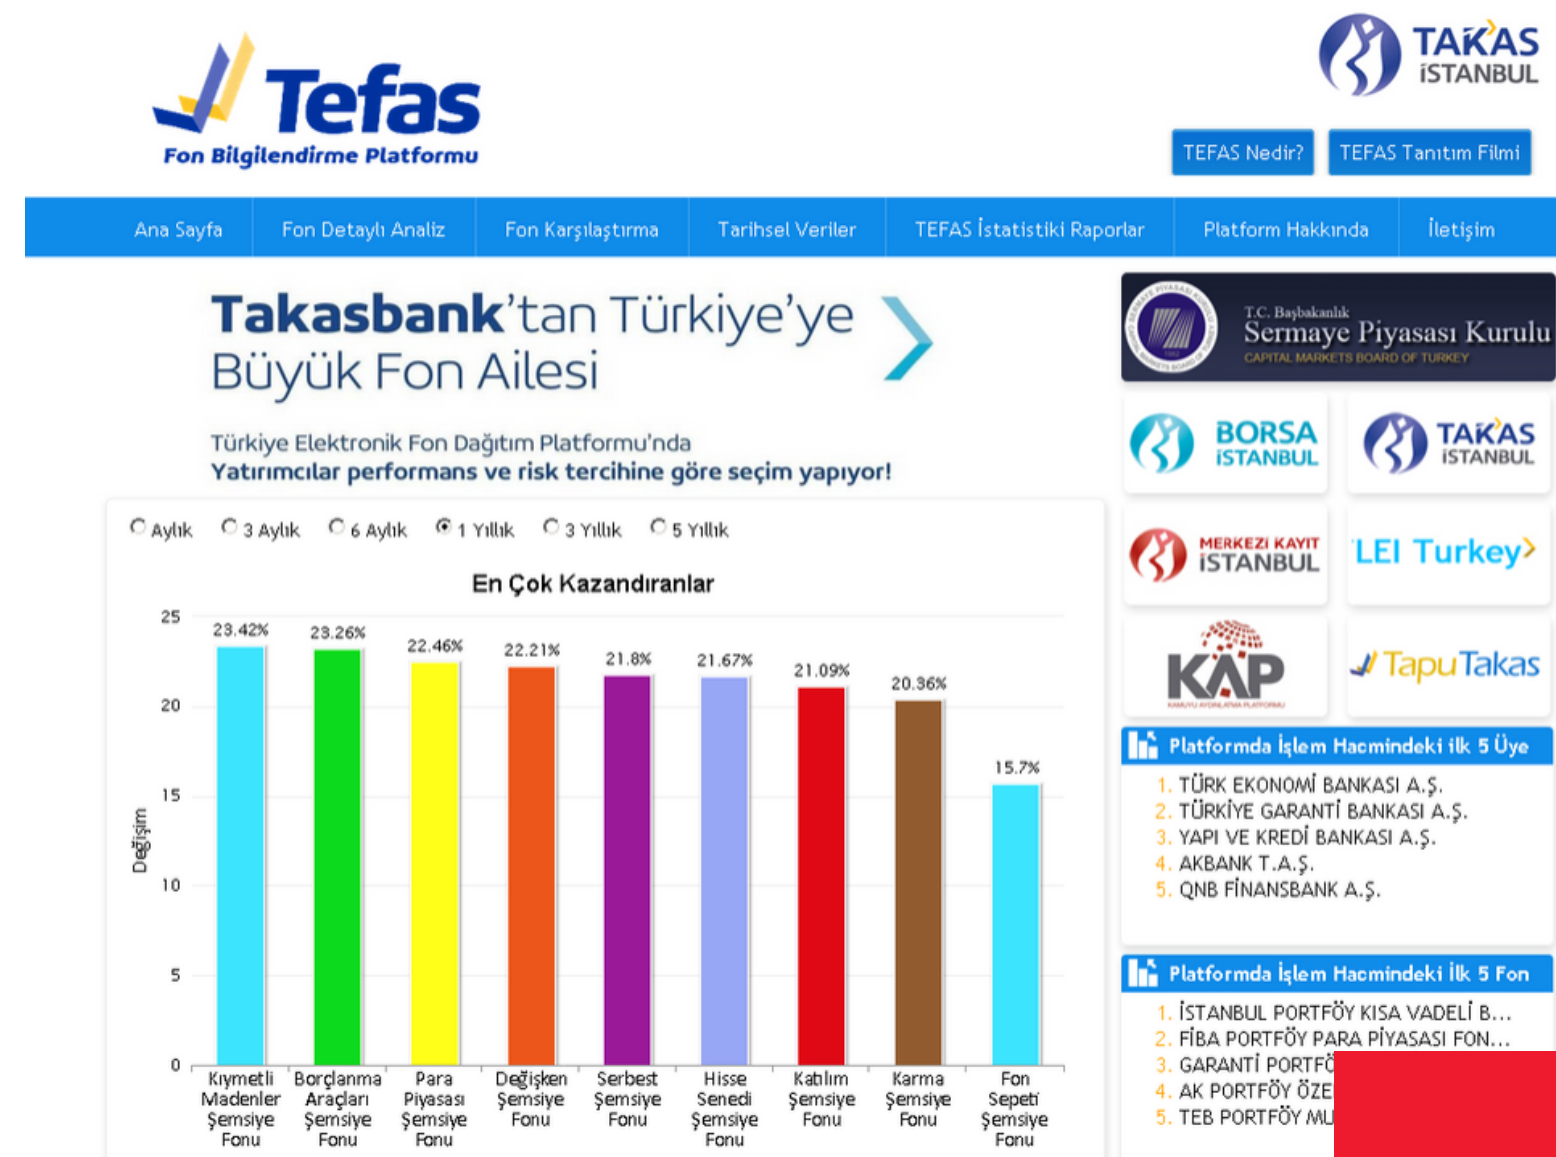 Tefas
Fon Bilgilendirme Platformu
TAKAS
İSTANBUL
TEFAS Nedir?
TEFAS Tanıtım Filmi
Ana Sayfa
Fon Detaylı Analiz
Fon Karşılaştırma
Tarihsel Veriler
TEFAS İstatistiki Raporlar
Platform Hakkında
İletişim
Takasbank'tan Türkiye'ye
Büyük Fon Ailesi
Türkiye Elektronik Fon Dağıtım Platformu'nda
Yatırımcılar performans ve risk tercihine göre seçim yapıyor!
Aylık
3 Aylık
6 Aylık
1 Yıllık
3 Yıllık
5 Yıllık
En Çok Kazandıranlar
Değişim
25
20
15
10
5
0
23.42%
23.26%
22.46%
22.21%
21.8%
21.67%
21.09%
20.36%
15.7%
Kıymetli
Madenler
Şemsiye
Fonu
Borçlanma
Araçları
Şemsiye
Fonu
Para
Piyasası
Şemsiye
Fonu
Değişken
Şemsiye
Fonu
Serbest
Şemsiye
Fonu
Hisse
Senedi
Şemsiye
Fonu
Katılım
Şemsiye
Fonu
Karma
Şemsiye
Fonu
Fon
Sepeti
Şemsiye
Fonu
T.C. Başbakanlık
Sermaye Piyasası Kurulu
CAPITAL MARKETS BOARD OF TURKEY
BORSA
İSTANBUL
TAKAS
İSTANBUL
MERKEZİ KAYIT
İSTANBUL
LEI Turkey
KAP
KAMUYU AYDINLATMA PLATFORMU
TapuTakas
Platformda İşlem Hacmindeki ilk 5 Üye
1. TÜRK EKONOMİ BANKASI A.Ş.
2. TÜRKİYE GARANTİ BANKASI A.Ş.
3. YAPI VE KREDİ BANKASI A.Ş.
4. AKBANK T.A.Ş.
5. QNB FİNANSBANK A.Ş.
Platformda İşlem Hacmindeki İlk 5 Fon
1. İSTANBUL PORTFÖY KISA VADELİ B...
2. FİBA PORTFÖY PARA PİYASASI FON...
3. GARANTİ PORTFÖ
4. AK PORTFÖY ÖZE
5. TEB PORTFÖY MU